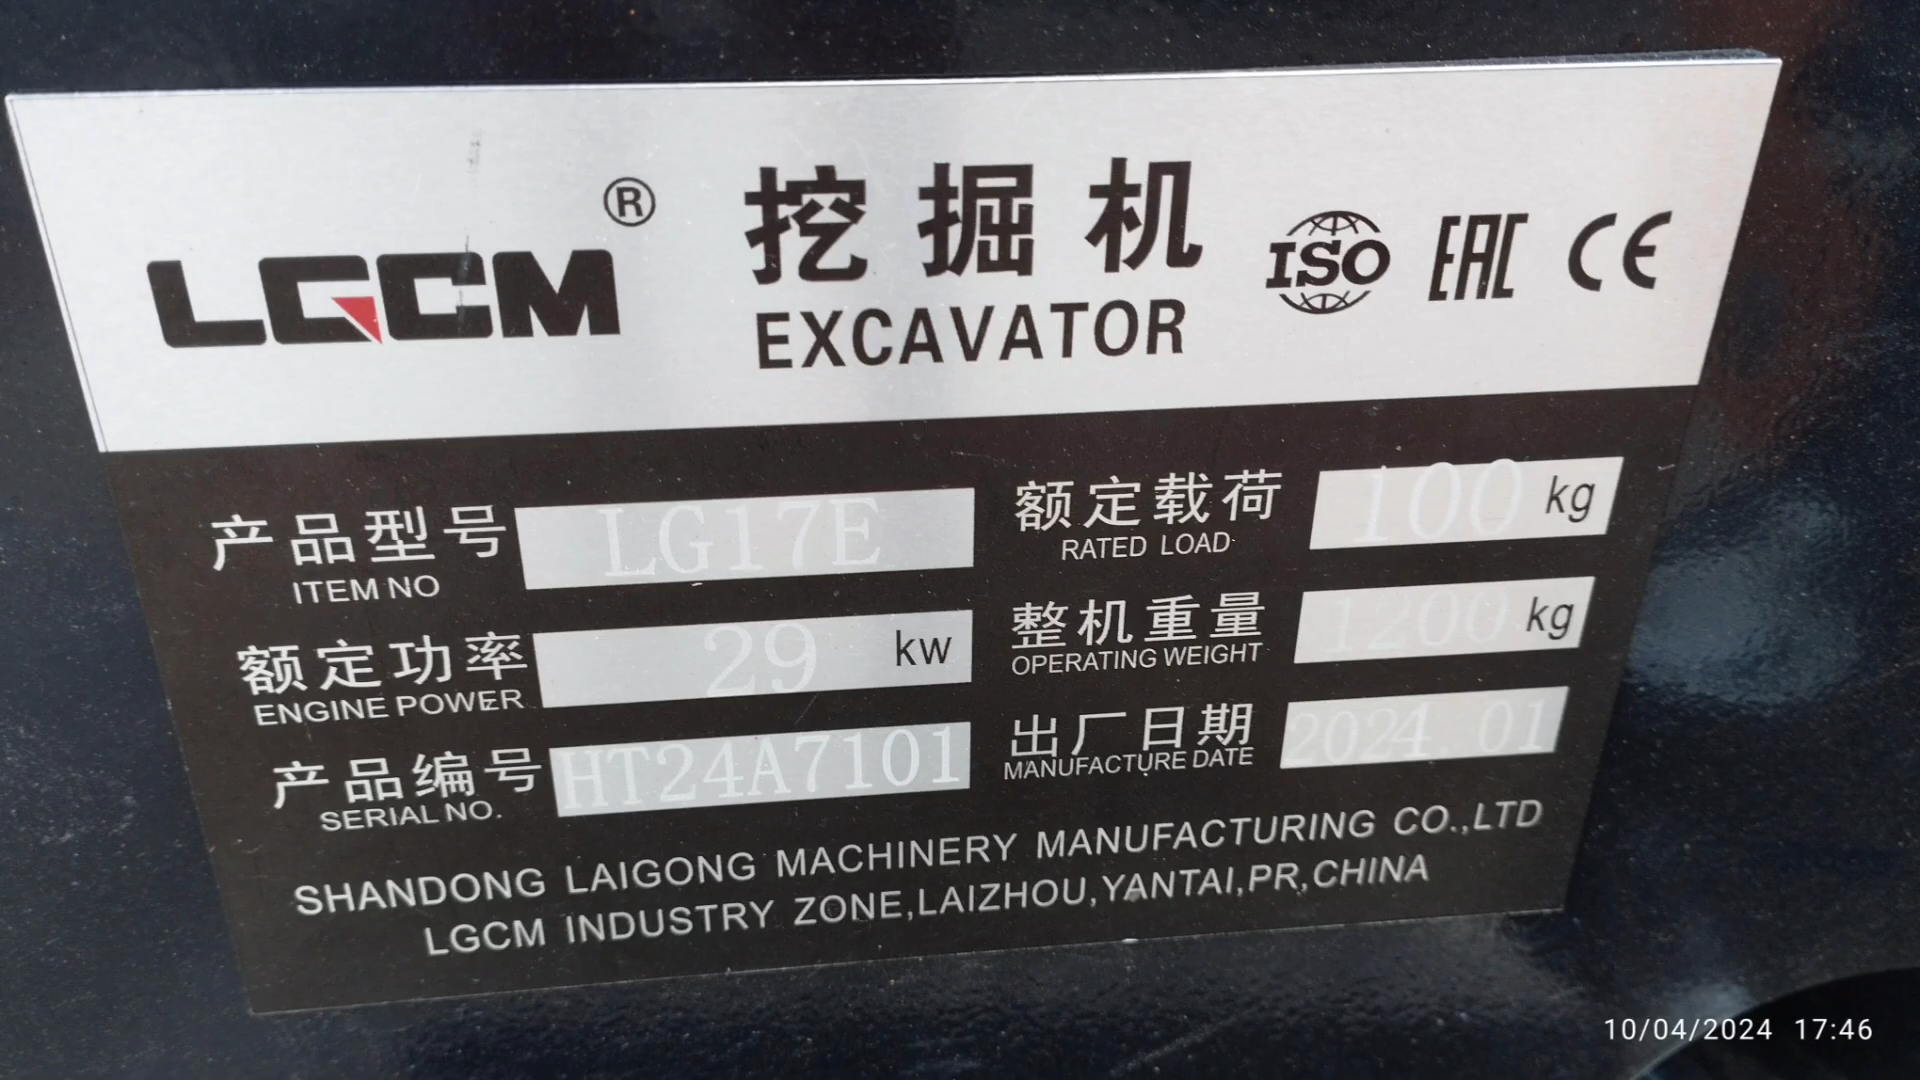 LGCM®
挖掘机
EXCAVATOR
ISO EAC CE
产品型号 LG17E
ITEM NO
额定载荷 100 kg
RATED LOAD
额定功率 29 kw
ENGINE POWER
整机重量 1200 kg
OPERATING WEIGHT
产品编号 HT24A7101
SERIAL NO.
出厂日期 2024.01
MANUFACTURE DATE
SHANDONG LAIGONG MACHINERY MANUFACTURING CO.,LTD
LGCM INDUSTRY ZONE,LAIZHOU,YANTAI,PR,CHINA
10/04/2024 17:46